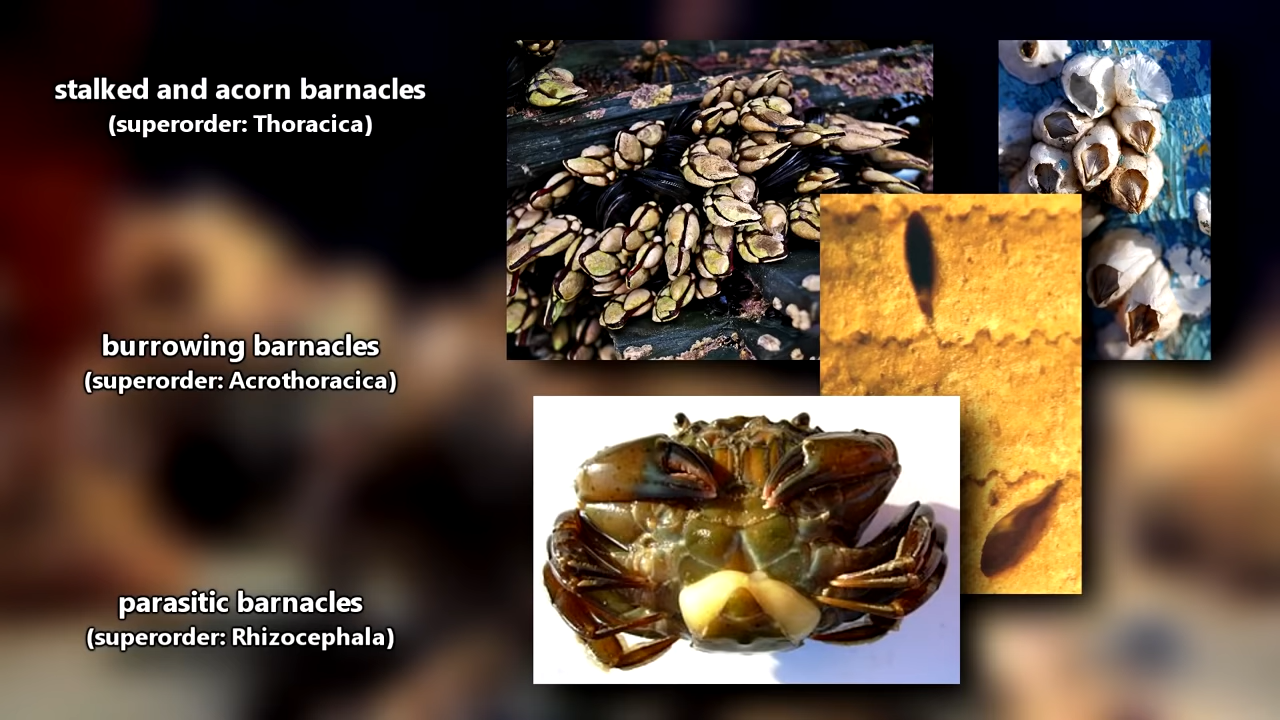 stalked and acorn barnacles
(superorder: Thoracica)
burrowing barnacles
(superorder: Acrothoracica)
parasitic barnacles
(superorder: Rhizocephala)